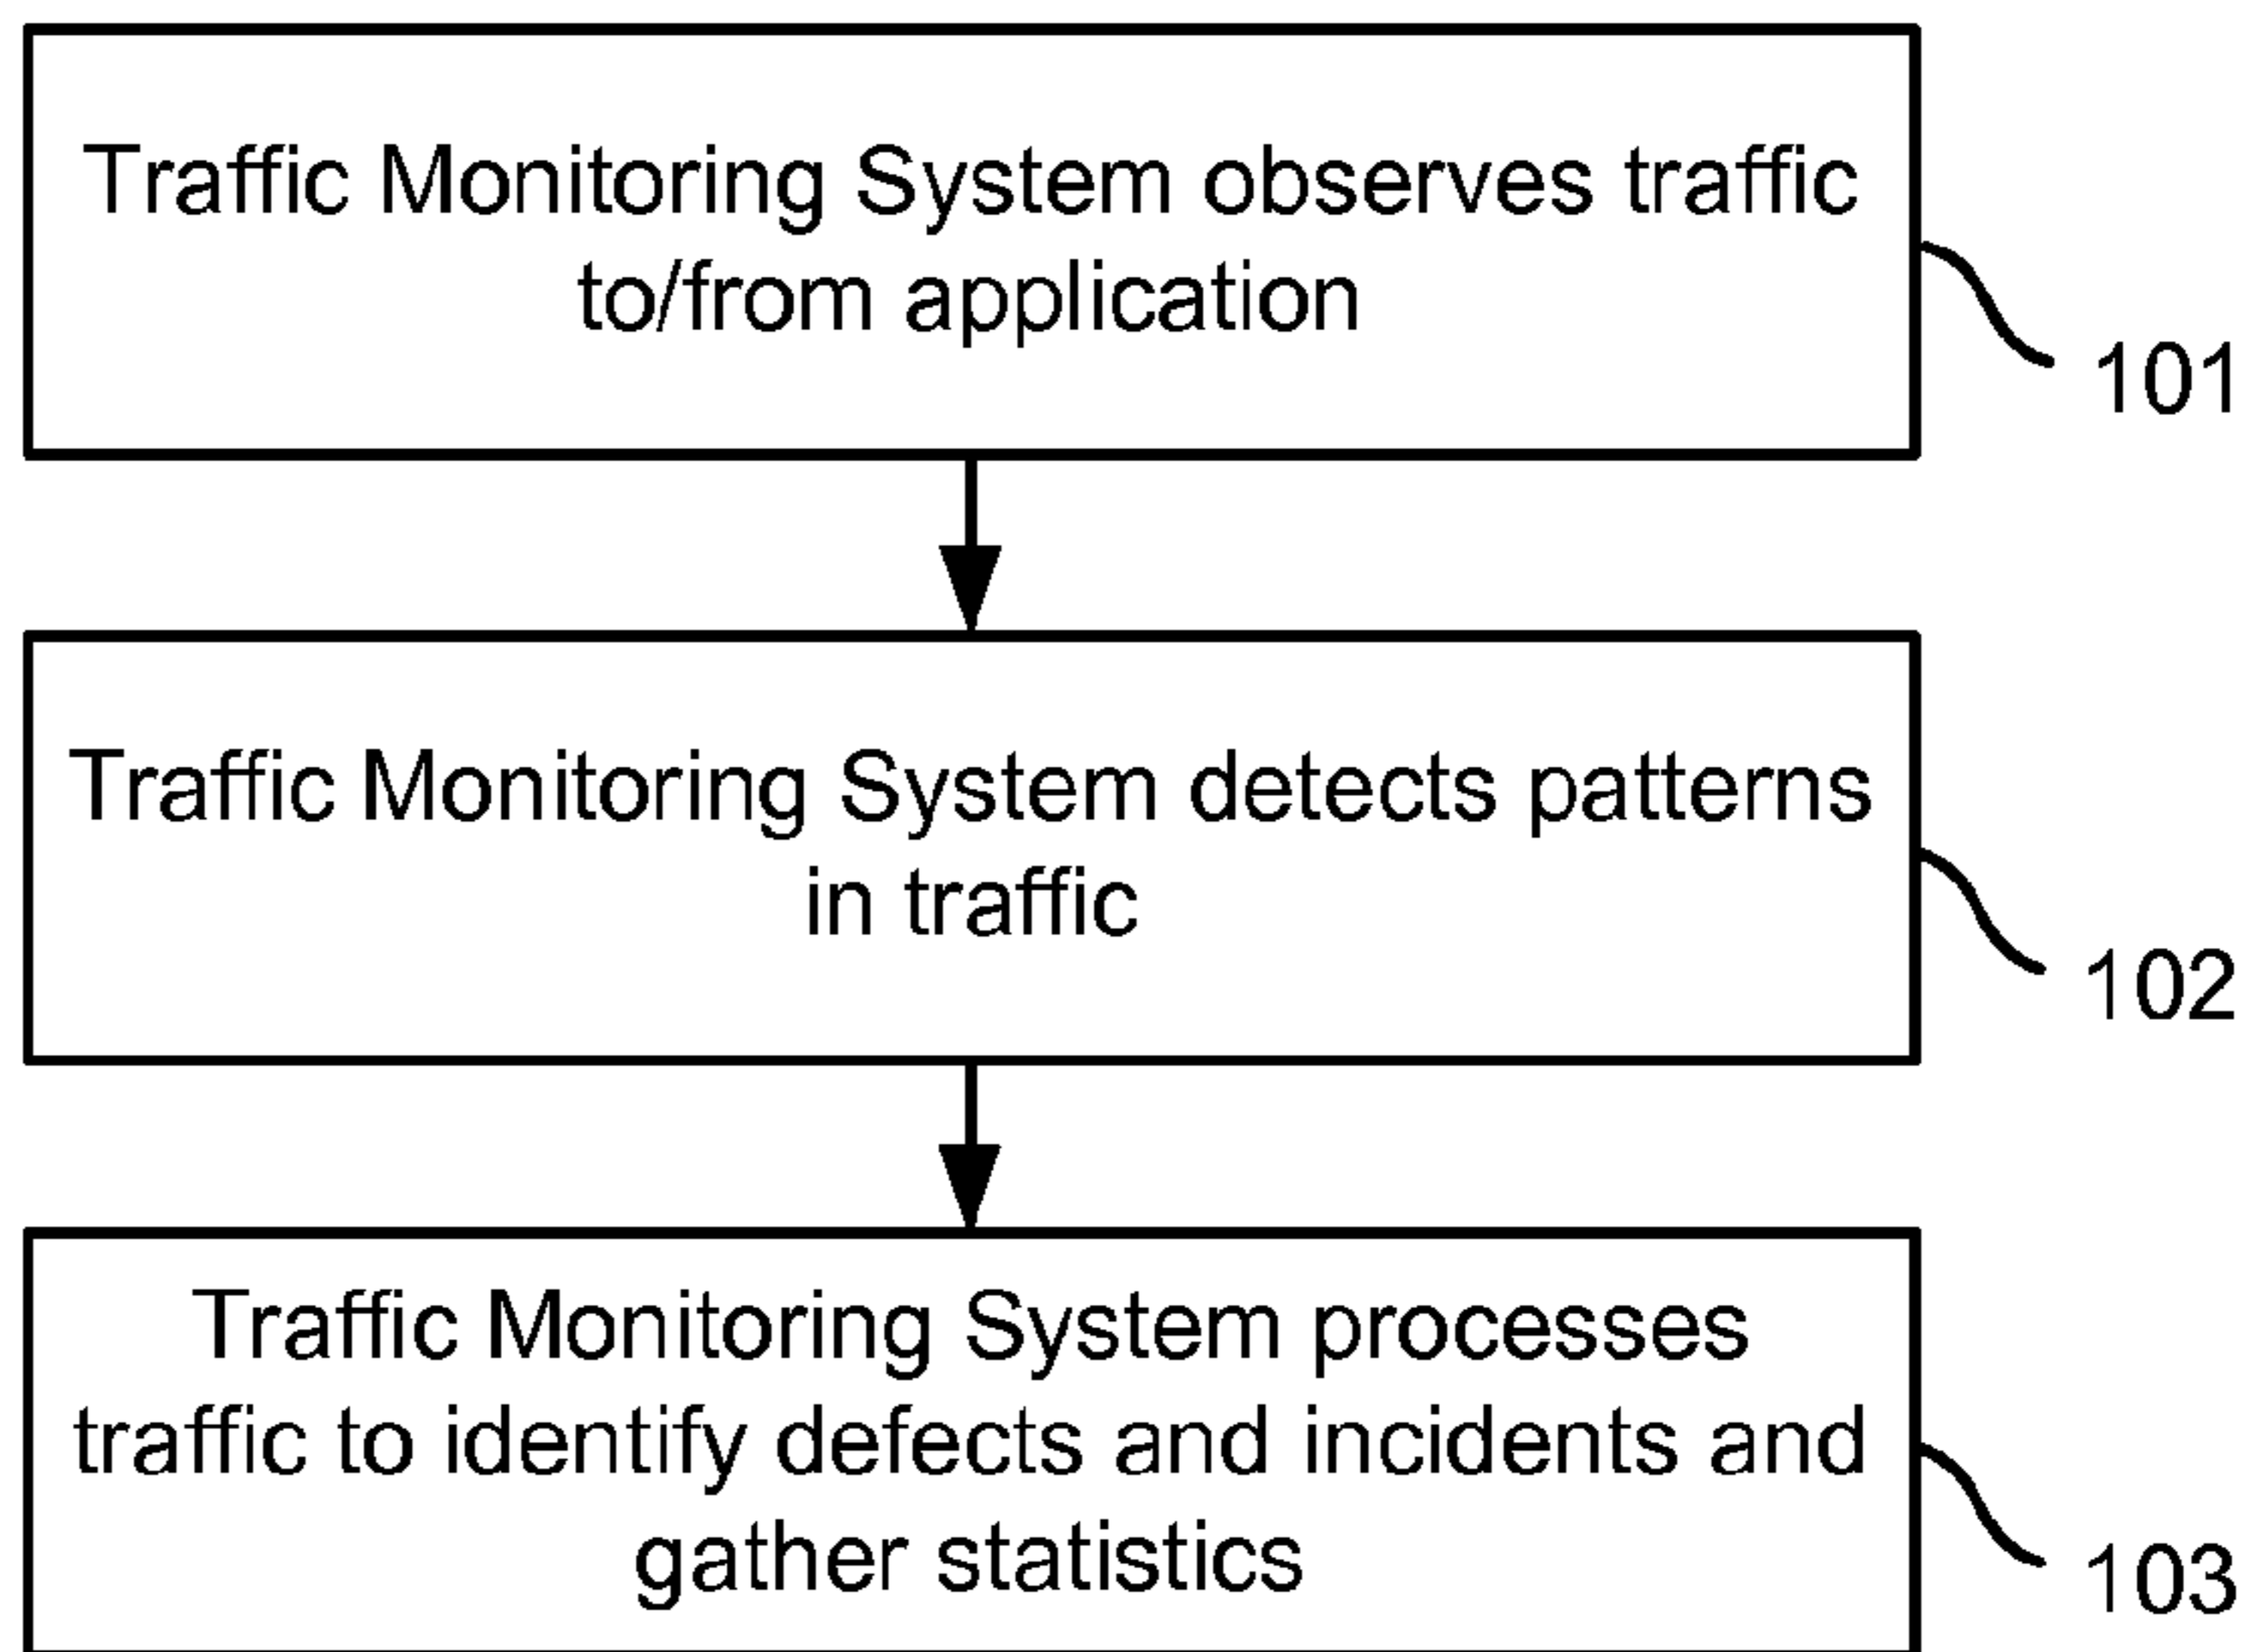 Traffic Monitoring System observes traffic
to/from application
101
Traffic Monitoring System detects patterns
in traffic
102
Traffic Monitoring System processes
traffic to identify defects and incidents and
gather statistics
103